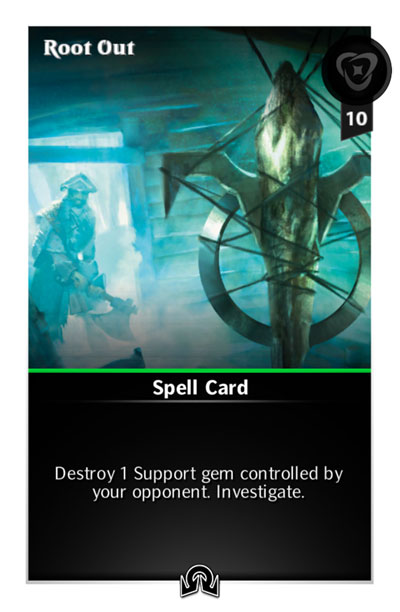 Root Out
10
Spell Card
Destroy 1 Support gem controlled by
your opponent. Investigate.